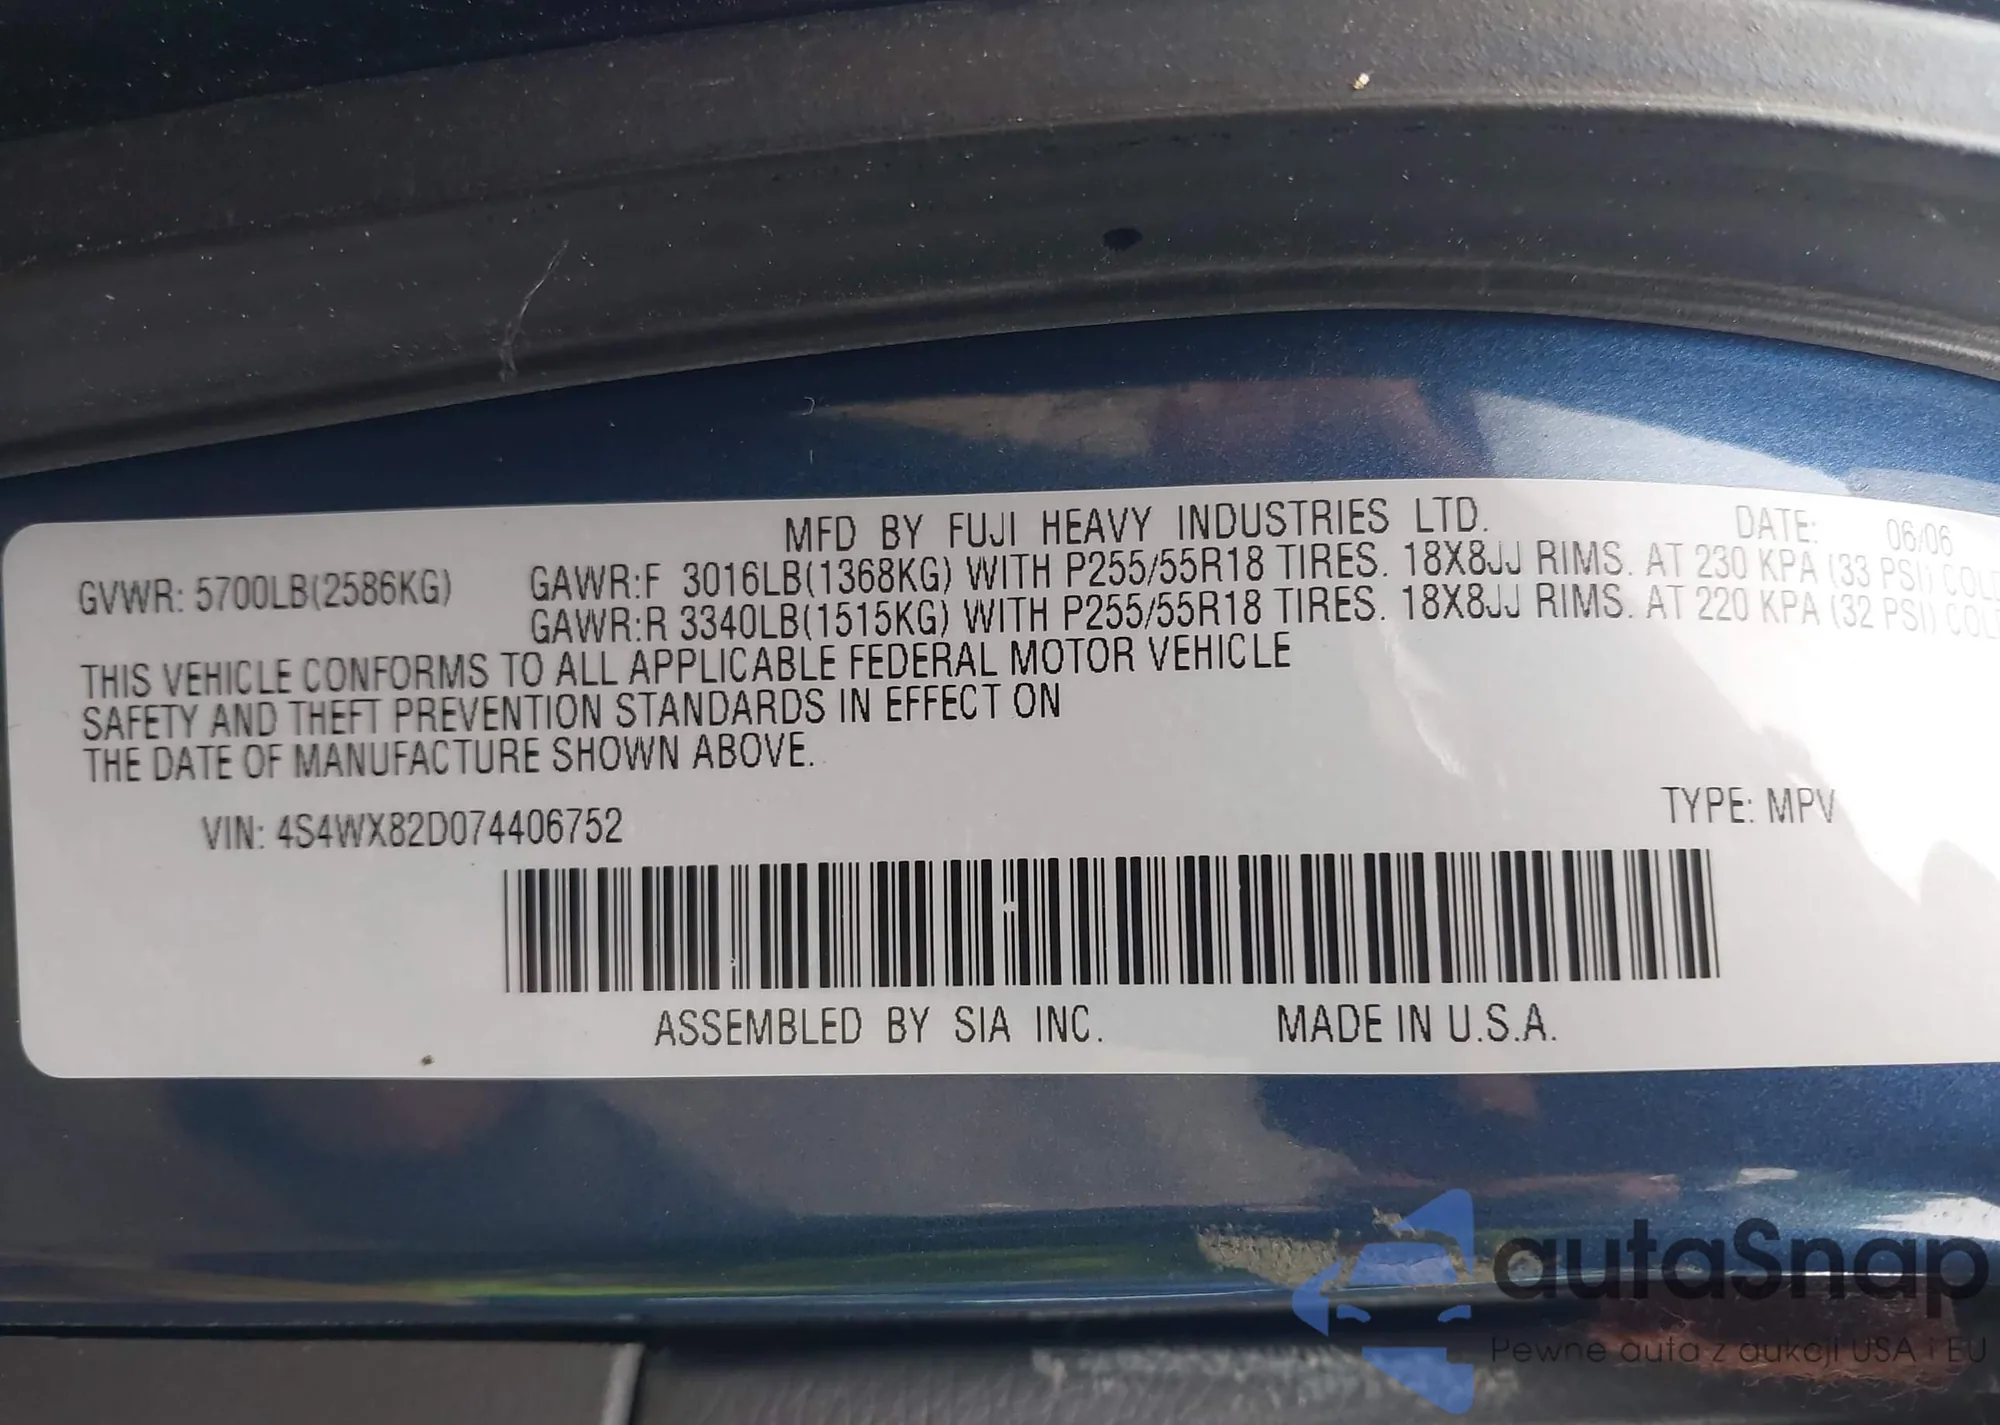 MFD BY FUJI HEAVY INDUSTRIES LTD. DATE: 06/06
GVWR: 5700LB(2586KG) GAWR:F 3016LB(1368KG) WITH P255/55R18 TIRES. 18X8JJ RIMS. AT 230 KPA (33 PSI) COLD
GAWR:R 3340LB(1515KG) WITH P255/55R18 TIRES. 18X8JJ RIMS. AT 220 KPA (32 PSI) COLD
THIS VEHICLE CONFORMS TO ALL APPLICABLE FEDERAL MOTOR VEHICLE
SAFETY AND THEFT PREVENTION STANDARDS IN EFFECT ON
THE DATE OF MANUFACTURE SHOWN ABOVE.
VIN: 4S4WX82D074406752 TYPE: MPV
ASSEMBLED BY SIA INC. MADE IN U.S.A.
autaSnap
Pewne auta z aukcji USA i EU